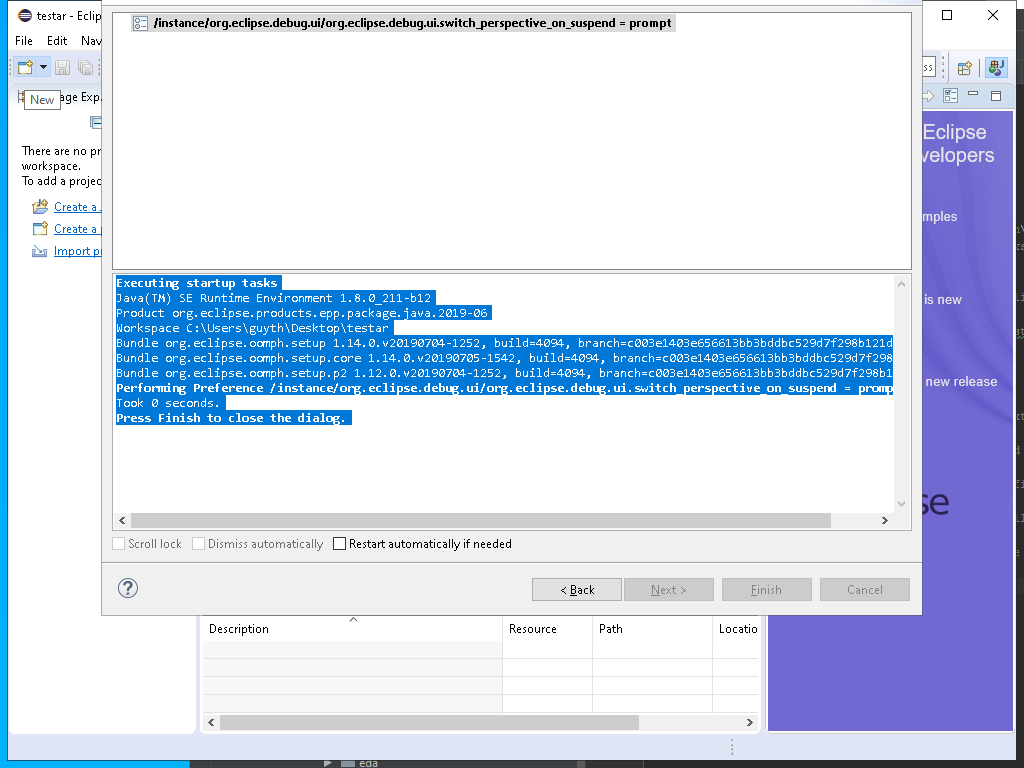 testar - Eclip
/instance/org.eclipse.debug.ui/org.eclipse.debug.ui.switch_perspective_on_suspend = prompt
File Edit Nav
ss
New
age Exp
There are no pr
workspace.
To add a projec
Create a
Create a
Import pr
Eclipse
velopers
mples
is new
new release
se
Executing startup tasks
Java(TM) SE Runtime Environment 1.8.0_211-b12
Product org.eclipse.products.epp.package.java.2019-06
Workspace C:\Users\guyth\Desktop\testar
Bundle org.eclipse.oomph.setup 1.14.0.v20190704-1252, build=4094, branch=c003e1403e656613bb3bddbc529d7f298b121d
Bundle org.eclipse.oomph.setup.core 1.14.0.v20190705-1542, build=4094, branch=c003e1403e656613bb3bddbc529d7f298
Bundle org.eclipse.oomph.setup.p2 1.12.0.v20190704-1252, build=4094, branch=c003e1403e656613bb3bddbc529d7f298b1
Performing Preference /instance/org.eclipse.debug.ui/org.eclipse.debug.ui.switch_perspective_on_suspend = promp
Took 0 seconds.
Press Finish to close the dialog.
Scroll lock Dismiss automatically Restart automatically if needed
? < Back Next > Finish Cancel
Description Resource Path Locatio
eda